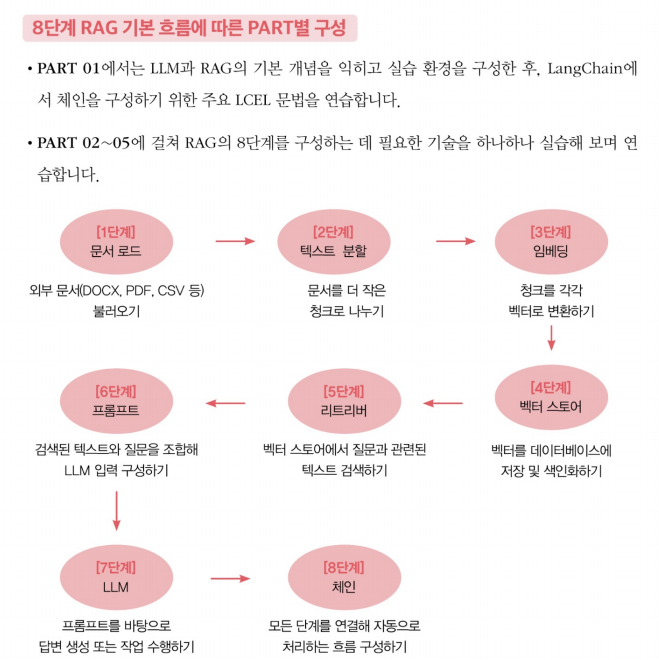 8단계 RAG 기본 흐름에 따른 PART별 구성
• PART 01에서는 LLM과 RAG의 기본 개념을 익히고 실습 환경을 구성한 후, LangChain에
서 체인을 구성하기 위한 주요 LCEL 문법을 연습합니다.
• PART 02~05에 걸쳐 RAG의 8단계를 구성하는 데 필요한 기술을 하나하나 실습해 보며 연
습합니다.
[1단계]
문서 로드
외부 문서(DOCX, PDF, CSV 등)
불러오기
[2단계]
텍스트 분할
문서를 더 작은
청크로 나누기
[3단계]
임베딩
청크를 각각
벡터로 변환하기
[4단계]
벡터 스토어
벡터를 데이터베이스에
저장 및 색인화하기
[5단계]
리트리버
벡터 스토어에서 질문과 관련된
텍스트 검색하기
[6단계]
프롬프트
검색된 텍스트와 질문을 조합해
LLM 입력 구성하기
[7단계]
LLM
프롬프트를 바탕으로
답변 생성 또는 작업 수행하기
[8단계]
체인
모든 단계를 연결해 자동으로
처리하는 흐름 구성하기